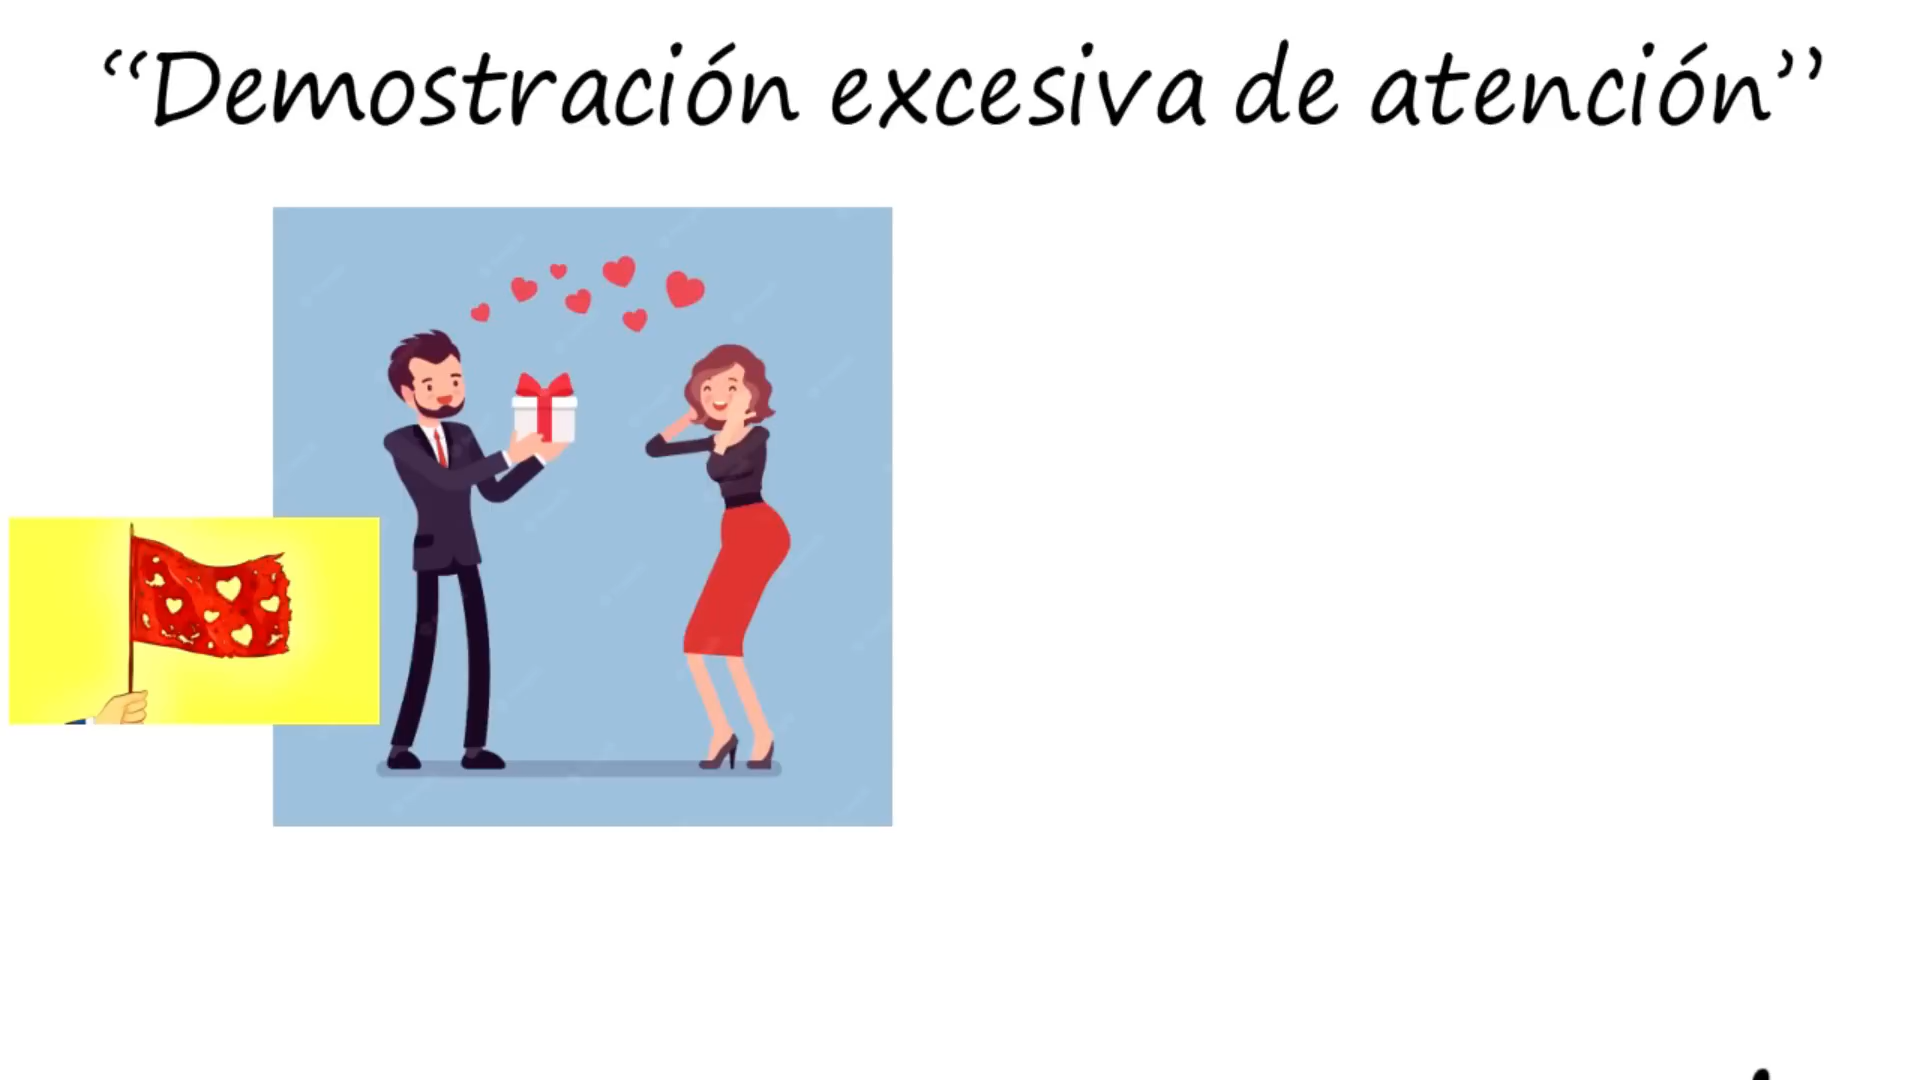 “Demostración excesiva de atención”